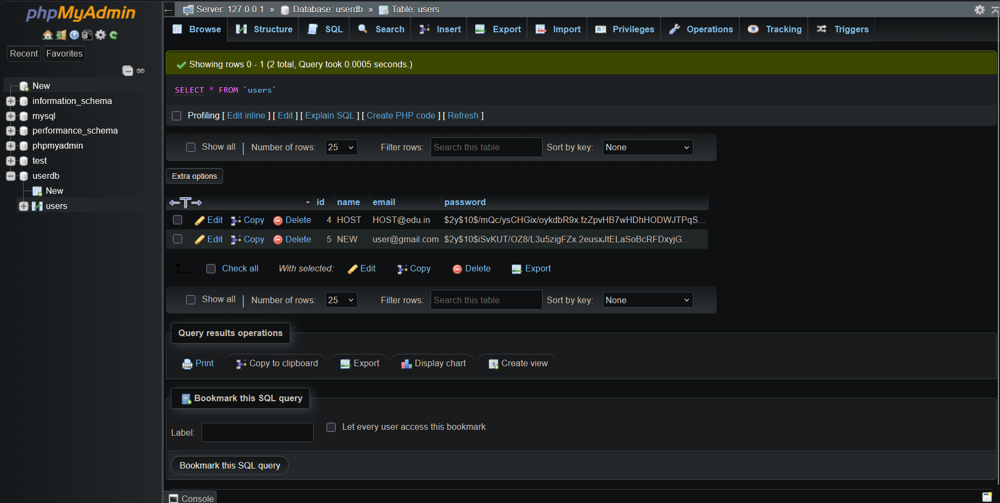 phpMyAdmin
Recent Favorites
New
information_schema
mysql
performance_schema
phpmyadmin
test
userdb
New
users
Server: 127.0.0.1 » Database: userdb » Table: users
Browse Structure SQL Search Insert Export Import Privileges Operations Tracking Triggers
Showing rows 0 - 1 (2 total, Query took 0.0005 seconds.)
SELECT * FROM `users`
Profiling [ Edit inline ] [ Edit ] [ Explain SQL ] [ Create PHP code ] [ Refresh ]
Show all | Number of rows: 25 Filter rows: Search this table Sort by key: None
Extra options
id name email password
Edit Copy Delete 4 HOST HOST@edu.in $2y$10$/mQc/ysCHGix/oykdbR9x.fzZpvHB7wHDhHODWJTPqS...
Edit Copy Delete 5 NEW user@gmail.com $2y$10$iSvKUT/OZ8/L3u5zigFZx.2eusxJtELaSoBcRFDxyjG...
Check all With selected: Edit Copy Delete Export
Show all | Number of rows: 25 Filter rows: Search this table Sort by key: None
Query results operations
Print Copy to clipboard Export Display chart Create view
Bookmark this SQL query
Label: Let every user access this bookmark
Bookmark this SQL query
Console